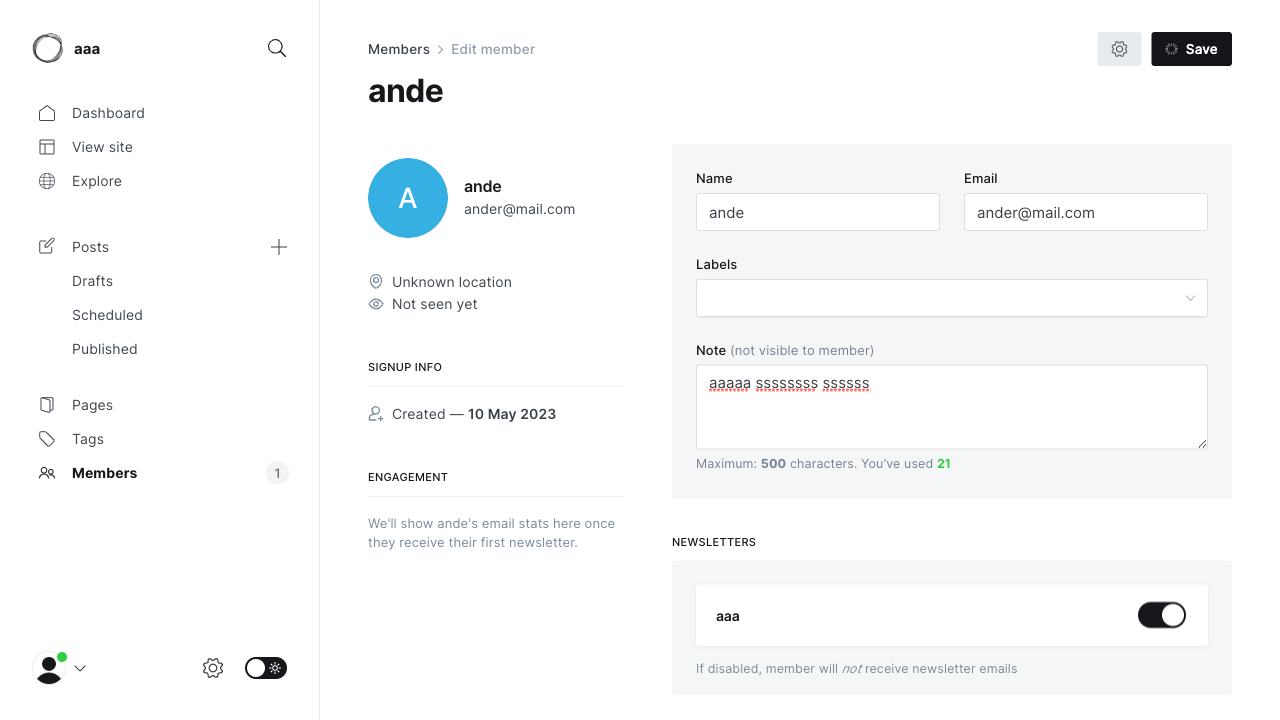 aaa
Dashboard
View site
Explore
Posts
Drafts
Scheduled
Published
Pages
Tags
Members 1
Members > Edit member
Save
ande
A
ande
ander@mail.com
Unknown location
Not seen yet
SIGNUP INFO
Created — 10 May 2023
ENGAGEMENT
We'll show ande's email stats here once
they receive their first newsletter.
Name
ande
Email
ander@mail.com
Labels
Note (not visible to member)
aaaaa ssssssss ssssss
Maximum: 500 characters. You've used 21
NEWSLETTERS
aaa
If disabled, member will not receive newsletter emails